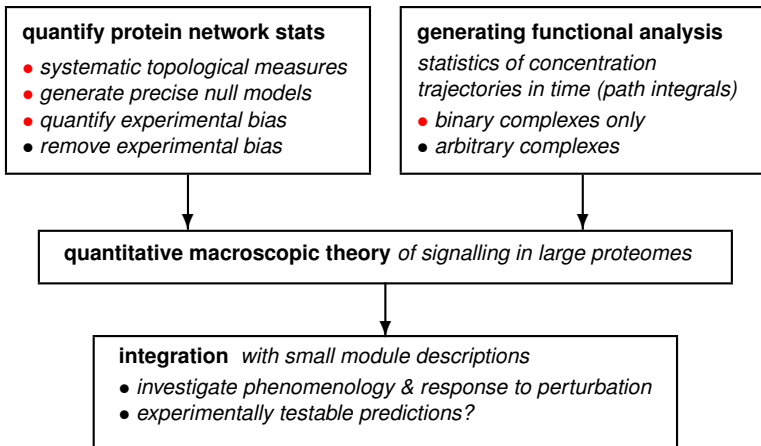 quantify protein network stats
• systematic topological measures
• generate precise null models
• quantify experimental bias
• remove experimental bias
generating functional analysis
statistics of concentration
trajectories in time (path integrals)
• binary complexes only
• arbitrary complexes
quantitative macroscopic theory of signalling in large proteomes
integration with small module descriptions
• investigate phenomenology & response to perturbation
• experimentally testable predictions?